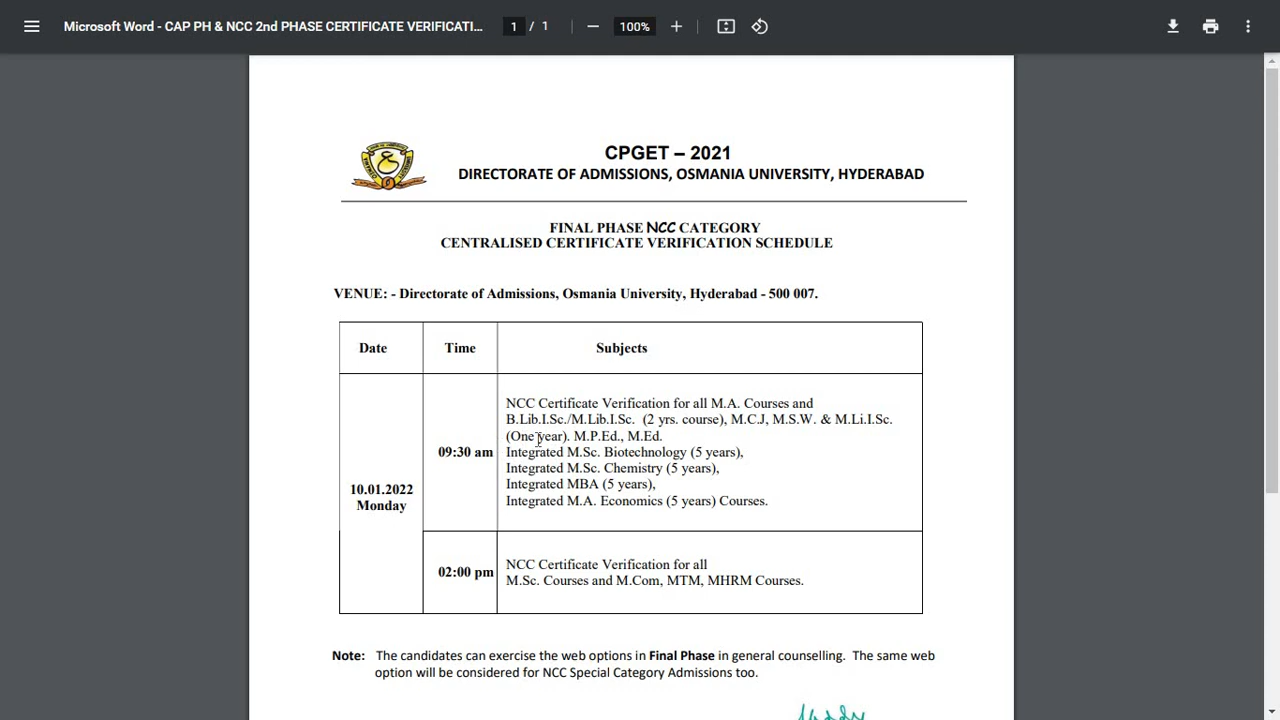 Microsoft Word - CAP PH & NCC 2nd PHASE CERTIFICATE VERIFICATI...
1 / 1
100%
CPGET – 2021
DIRECTORATE OF ADMISSIONS, OSMANIA UNIVERSITY, HYDERABAD
FINAL PHASE NCC CATEGORY
CENTRALISED CERTIFICATE VERIFICATION SCHEDULE
VENUE: - Directorate of Admissions, Osmania University, Hyderabad - 500 007.
Date Time Subjects
10.01.2022
Monday
09:30 am
NCC Certificate Verification for all M.A. Courses and
B.Lib.I.Sc./M.Lib.I.Sc. (2 yrs. course), M.C.J, M.S.W. & M.Li.I.Sc.
(One year). M.P.Ed., M.Ed.
Integrated M.Sc. Biotechnology (5 years),
Integrated M.Sc. Chemistry (5 years),
Integrated MBA (5 years),
Integrated M.A. Economics (5 years) Courses.
02:00 pm
NCC Certificate Verification for all
M.Sc. Courses and M.Com, MTM, MHRM Courses.
Note: The candidates can exercise the web options in Final Phase in general counselling. The same web
option will be considered for NCC Special Category Admissions too.